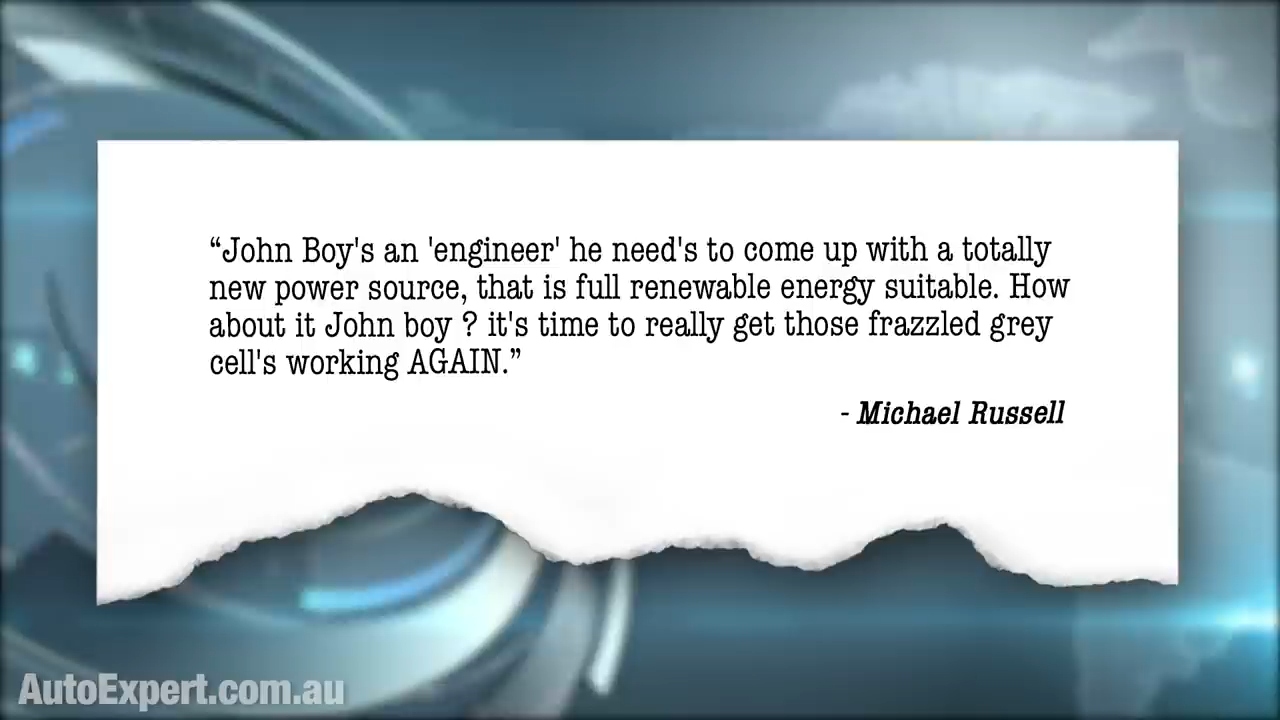 “John Boy's an 'engineer' he need's to come up with a totally
new power source, that is full renewable energy suitable. How
about it John boy ? it's time to really get those frazzled grey
cell's working AGAIN.”
- Michael Russell
AutoExpert.com.au